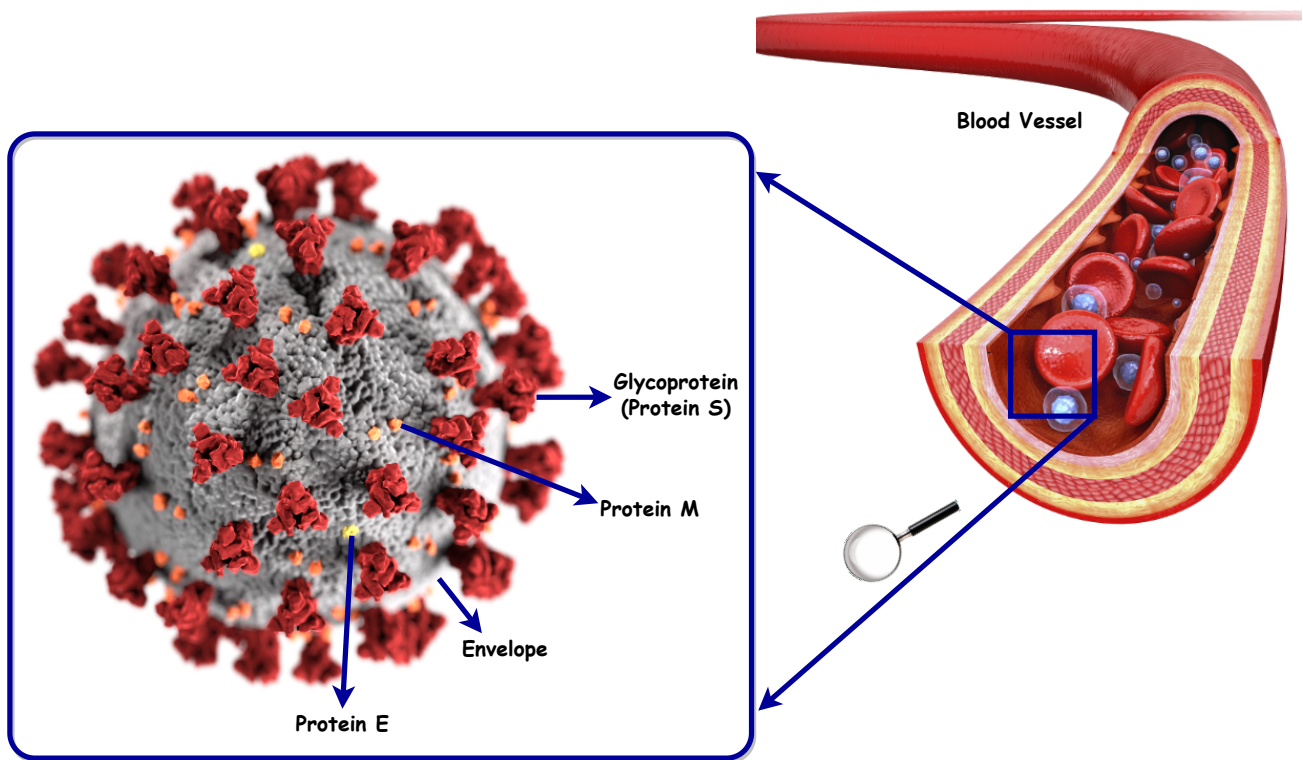 Blood Vessel
Glycoprotein
(Protein S)
Protein M
Envelope
Protein E